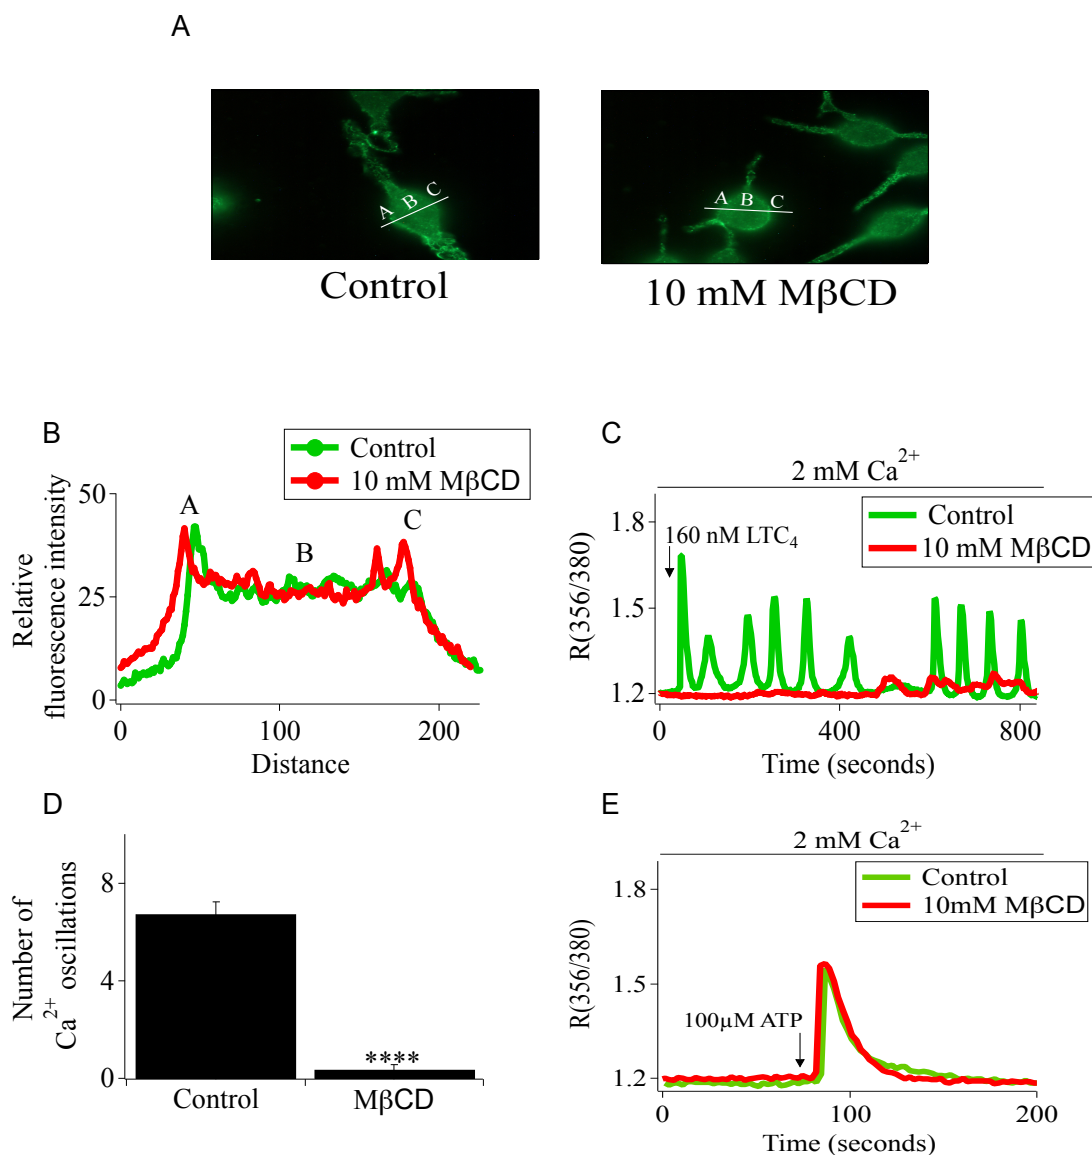 A
A B C
A B C
Control
10 mM MβCD
B
Control
10 mM MβCD
50
25
0
A
B
C
0
100
200
Relative
fluorescence intensity
Distance
C
2 mM Ca²⁺
Control
10 mM MβCD
160 nM LTC₄
1.8
1.5
1.2
R(356/380)
0
400
800
Time (seconds)
D
8
4
0
Number of
Ca²⁺ oscillations
****
Control
MβCD
E
2 mM Ca²⁺
Control
10mM MβCD
1.8
1.5
1.2
R(356/380)
100μM ATP
0
100
200
Time (seconds)